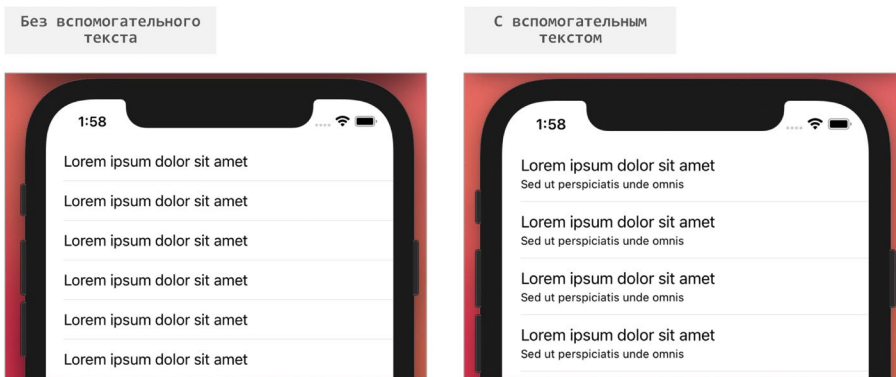 Без вспомогательного
текста
1:58
Lorem ipsum dolor sit amet
Lorem ipsum dolor sit amet
Lorem ipsum dolor sit amet
Lorem ipsum dolor sit amet
Lorem ipsum dolor sit amet
Lorem ipsum dolor sit amet
С вспомогательным
текстом
1:58
Lorem ipsum dolor sit amet
Sed ut perspiciatis unde omnis
Lorem ipsum dolor sit amet
Sed ut perspiciatis unde omnis
Lorem ipsum dolor sit amet
Sed ut perspiciatis unde omnis
Lorem ipsum dolor sit amet
Sed ut perspiciatis unde omnis